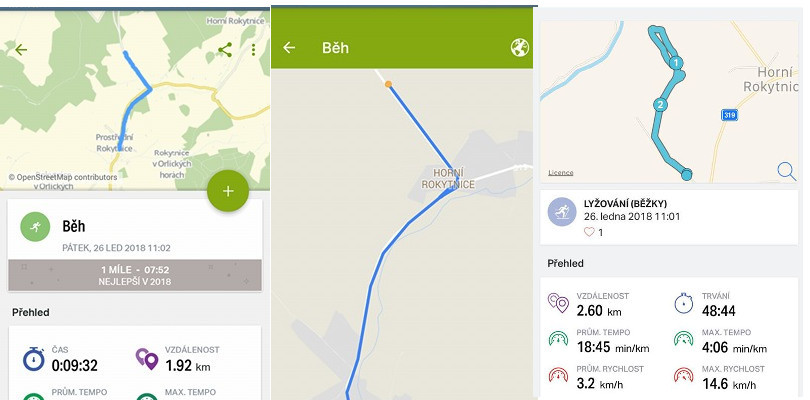 Horní Rokytnice
Prostřední
Rokytnice
Rokytnice
v Orlických
horách
© OpenStreetMap contributors
v Orlických
+
Běh
PÁTEK, 26 LED 2018 11:02
1 MÍLE - 07:52
NEJLEPŠÍ V 2018
Přehled
ČAS
0:09:32
VZDÁLENOST
1.92 km
PRŮM. TEMPO
MAX. TEMPO
Běh
HORNÍ
ROKYTNICE
1
2
Horní
Rokytnic
319
Licence
LYŽOVÁNÍ (BĚŽKY)
26. ledna 2018 11:01
1
Přehled
VZDÁLENOST
2.60 km
TRVÁNÍ
48:44
PRŮM. TEMPO
18:45 min/km
MAX. TEMPO
4:06 min/km
PRŮM. RYCHLOST
3.2 km/h
MAX. RYCHLOST
14.6 km/h